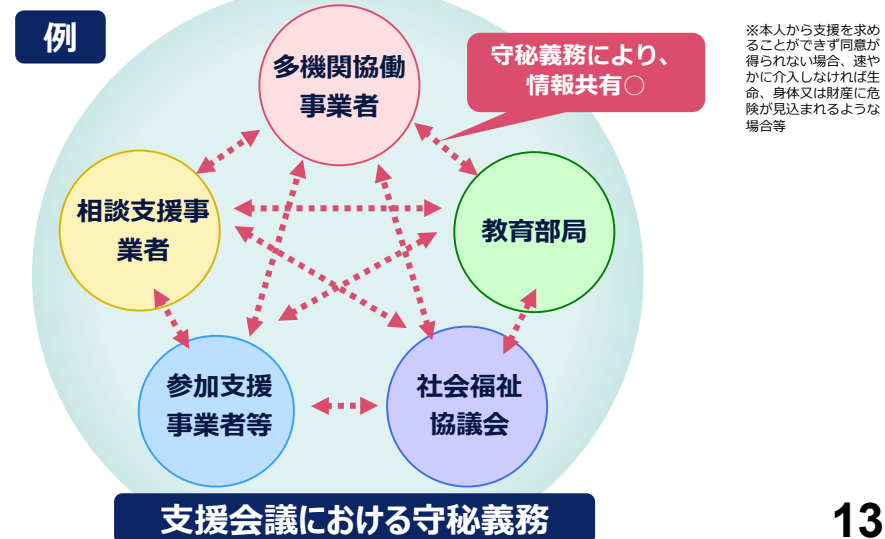 例
多機関協働
事業者
守秘義務により、
情報共有○
※本人から支援を求め
ることができず同意が
得られない場合、速や
かに介入しなければ生
命、身体又は財産に危
険が見込まれるような
場合等
相談支援事
業者
教育部局
参加支援
事業者等
社会福祉
協議会
支援会議における守秘義務
13